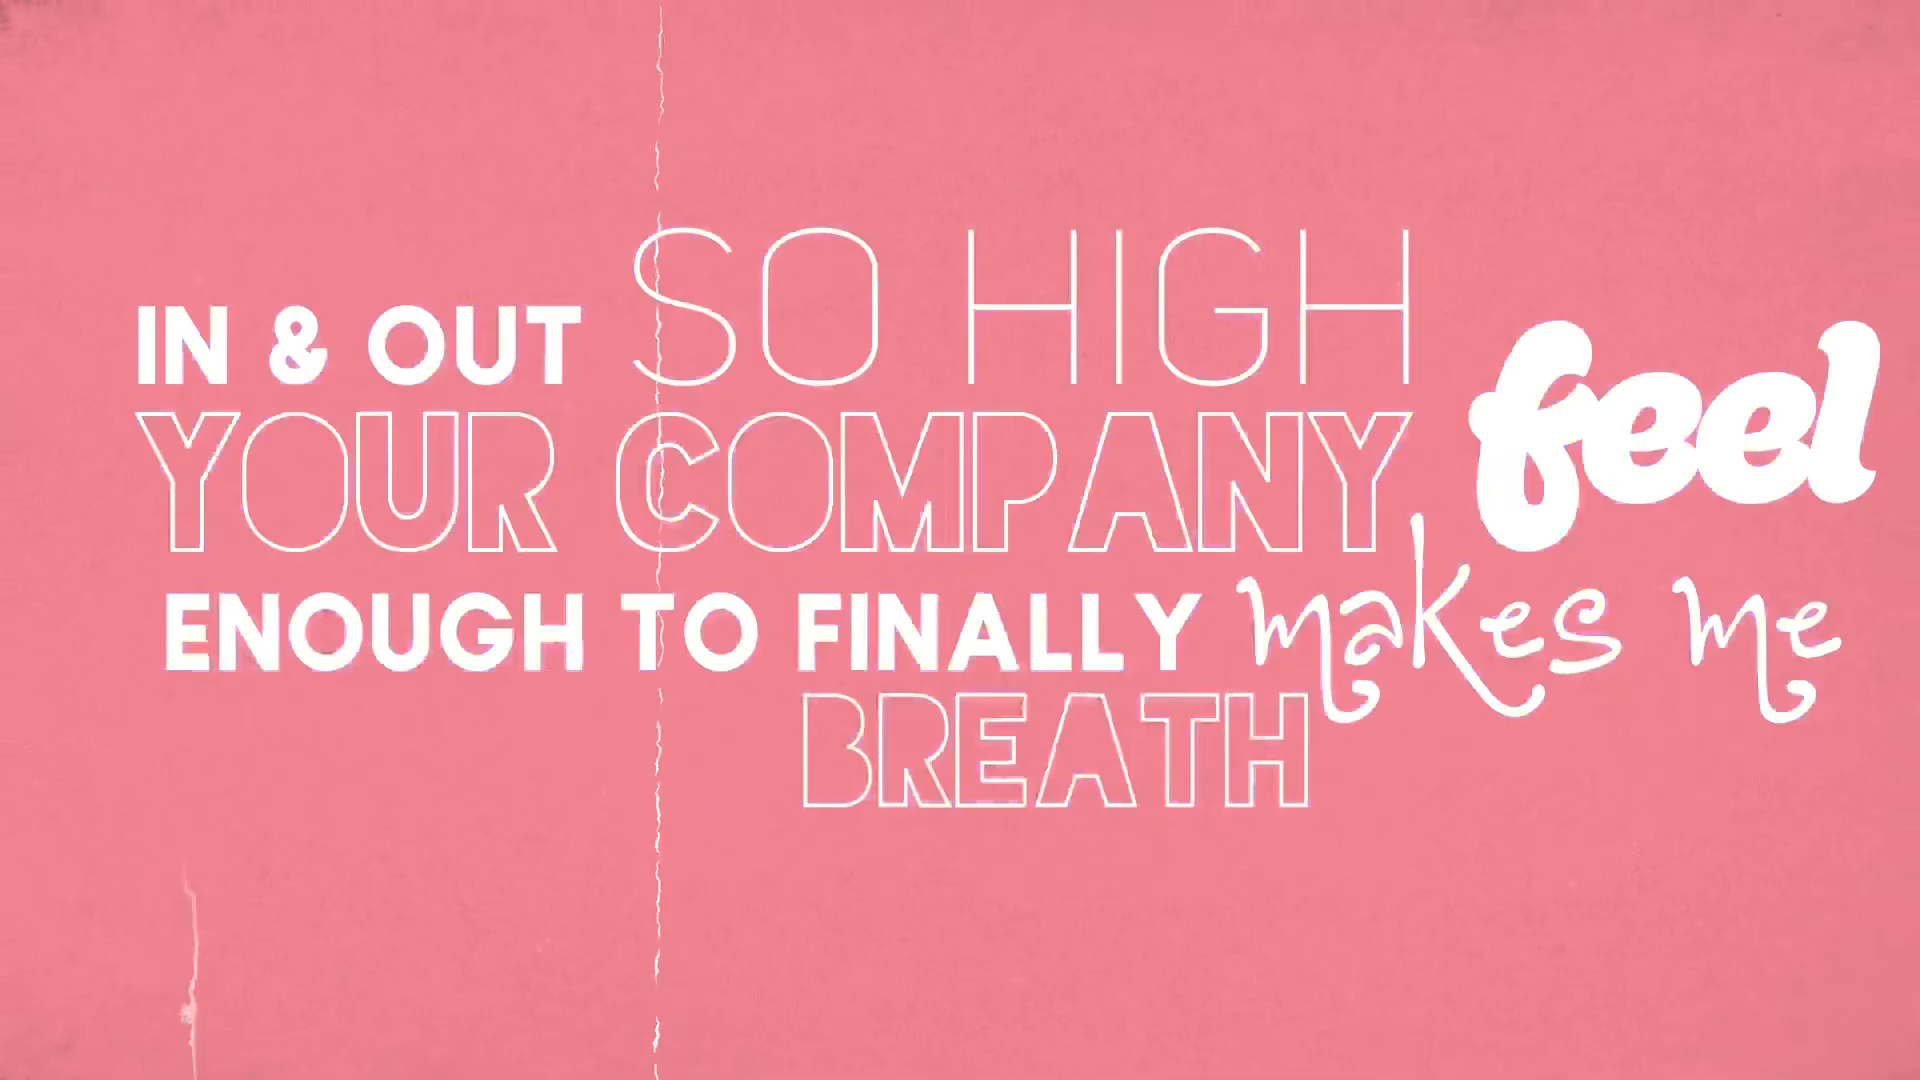 IN & OUT SO HIGH
YOUR COMPANY feel
ENOUGH TO FINALLY makes me
BREATH